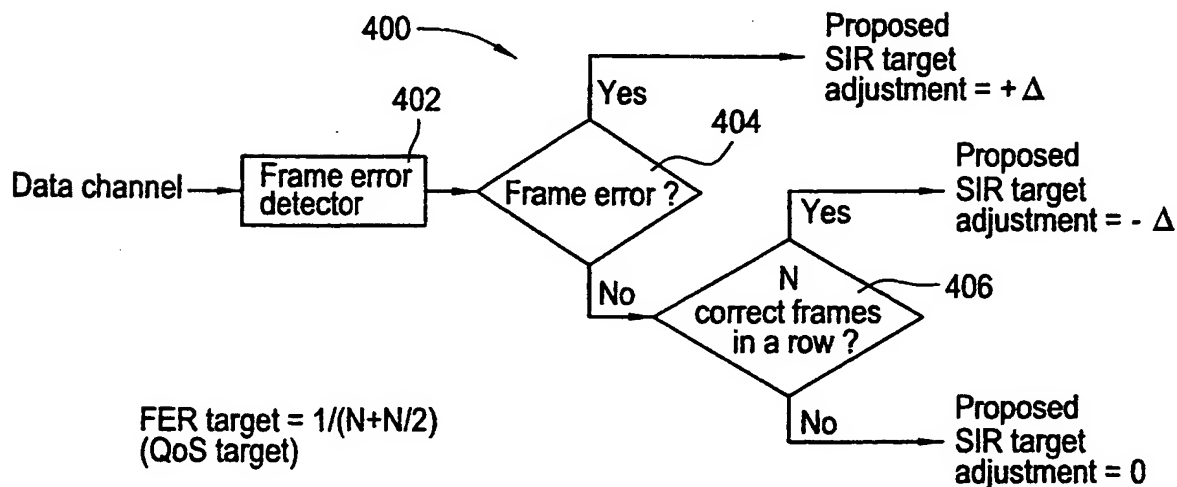 400
Proposed
SIR target
adjustment = + Δ
Yes
402
404
Data channel
Frame error
detector
Frame error ?
Proposed
SIR target
adjustment = - Δ
Yes
No
N
correct frames
in a row ?
406
FER target = 1/(N+N/2)
(QoS target)
No
Proposed
SIR target
adjustment = 0